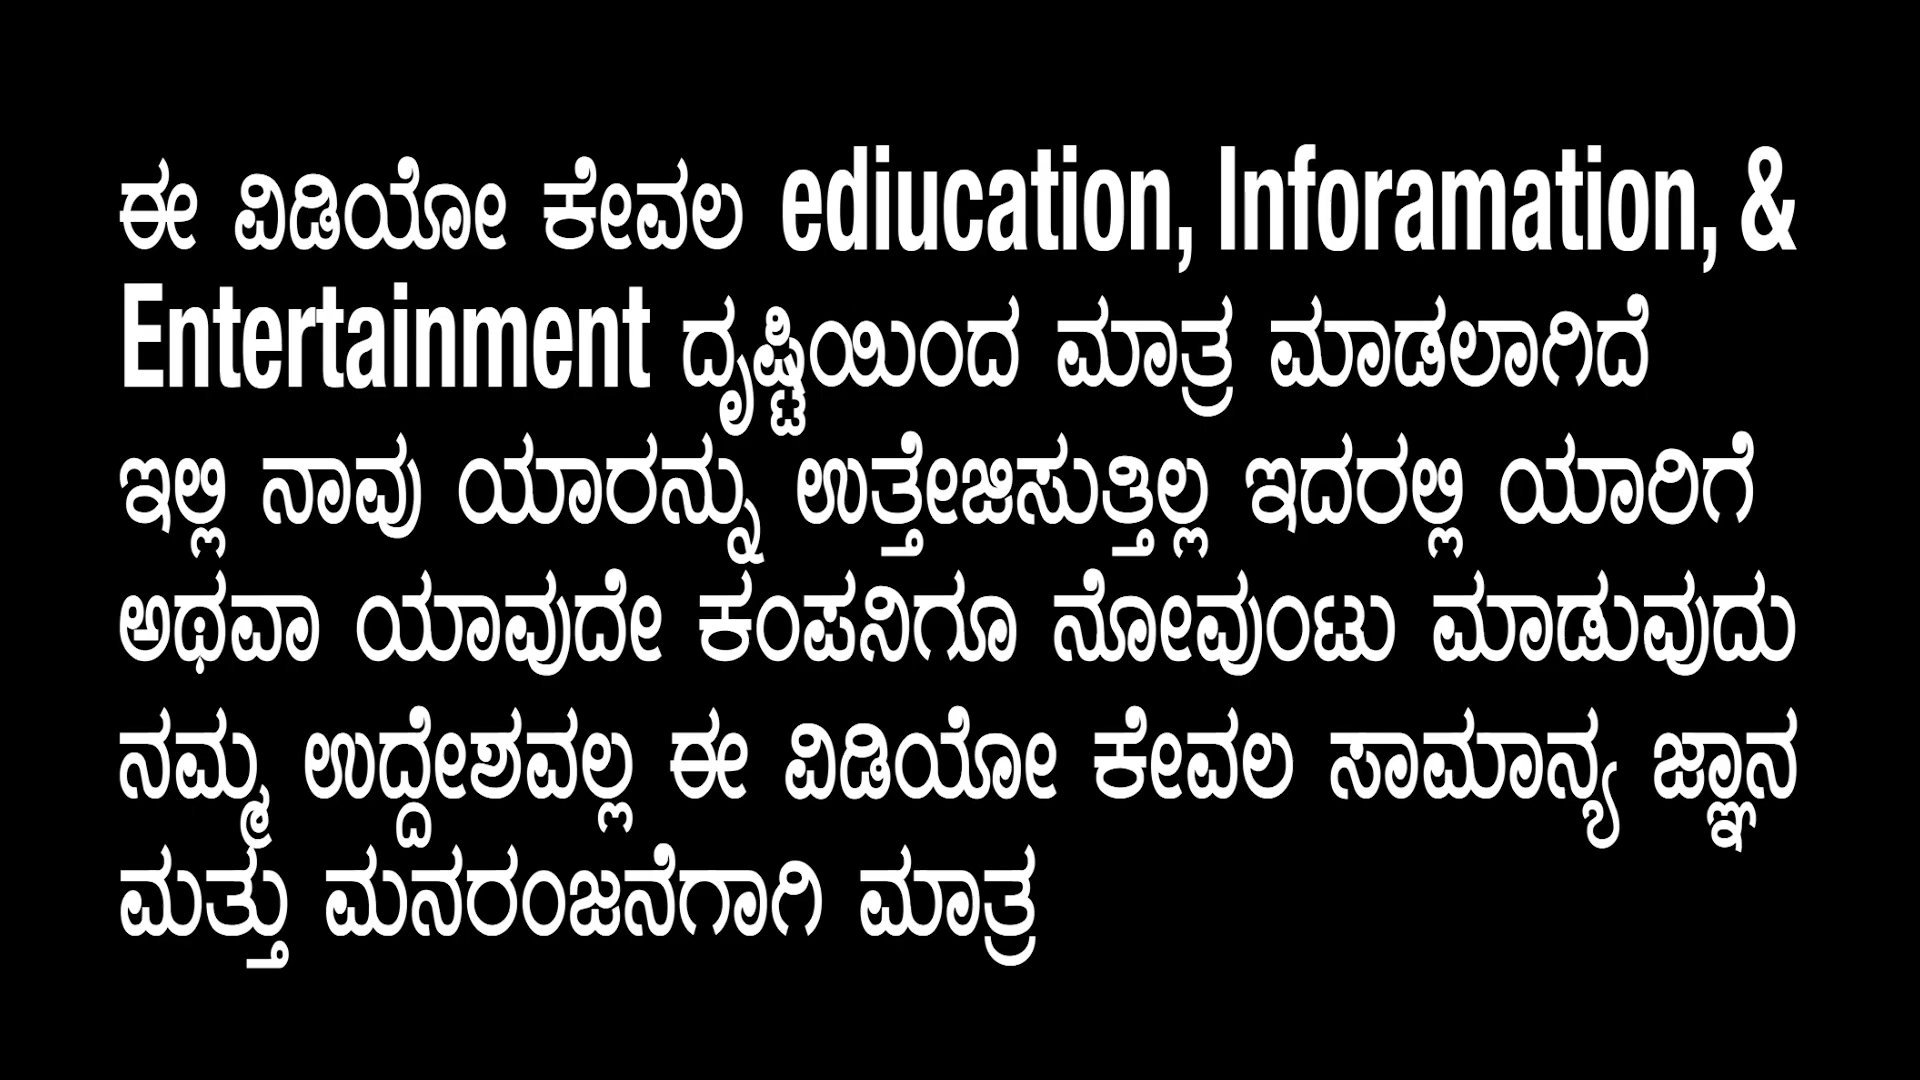 ಈ ವಿಡಿಯೋ ಕೇವಲ ediucation, Inforamation, &
Entertainment ದೃಷ್ಟಿಯಿಂದ ಮಾತ್ರ ಮಾಡಲಾಗಿದೆ
ಇಲ್ಲಿ ನಾವು ಯಾರನ್ನು ಉತ್ತೇಜಿಸುತ್ತಿಲ್ಲ ಇದರಲ್ಲಿ ಯಾರಿಗೆ
ಅಥವಾ ಯಾವುದೇ ಕಂಪನಿಗೂ ನೋವುಂಟು ಮಾಡುವುದು
ನಮ್ಮ ಉದ್ದೇಶವಲ್ಲ ಈ ವಿಡಿಯೋ ಕೇವಲ ಸಾಮಾನ್ಯ ಜ್ಞಾನ
ಮತ್ತು ಮನರಂಜನೆಗಾಗಿ ಮಾತ್ರ